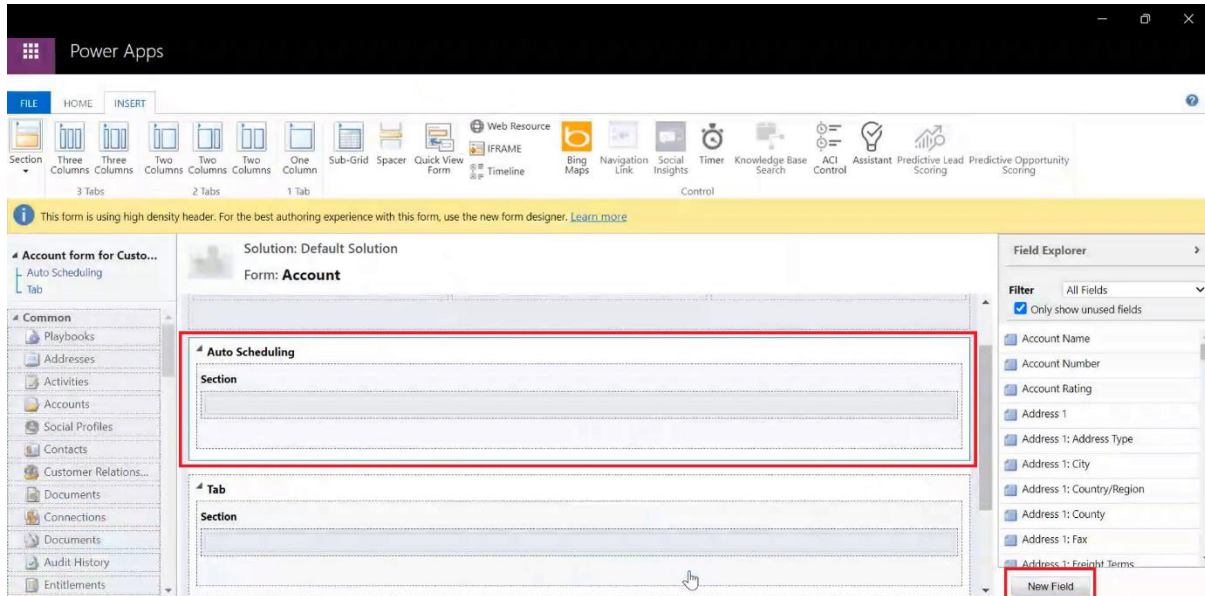 Power Apps
FILE HOME INSERT
Web Resource
IFRAME
Timeline
Section Three Columns Three Columns Two Columns Two Columns Two Columns One Column Sub-Grid Spacer Quick View Form Bing Maps Navigation Link Social Insights Timer Knowledge Base Search ACI Control Assistant Predictive Lead Scoring Predictive Opportunity Scoring
3 Tabs 2 Tabs 1 Tab Control
This form is using high density header. For the best authoring experience with this form, use the new form designer. Learn more
Account form for Custo...
Auto Scheduling
Tab
Common
Playbooks
Addresses
Activities
Accounts
Social Profiles
Contacts
Customer Relations...
Documents
Connections
Documents
Audit History
Entitlements
Solution: Default Solution
Form: Account
Auto Scheduling
Section
Tab
Section
Field Explorer
Filter All Fields
Only show unused fields
Account Name
Account Number
Account Rating
Address 1
Address 1: Address Type
Address 1: City
Address 1: Country/Region
Address 1: County
Address 1: Fax
Address 1: Freight Terms
New Field